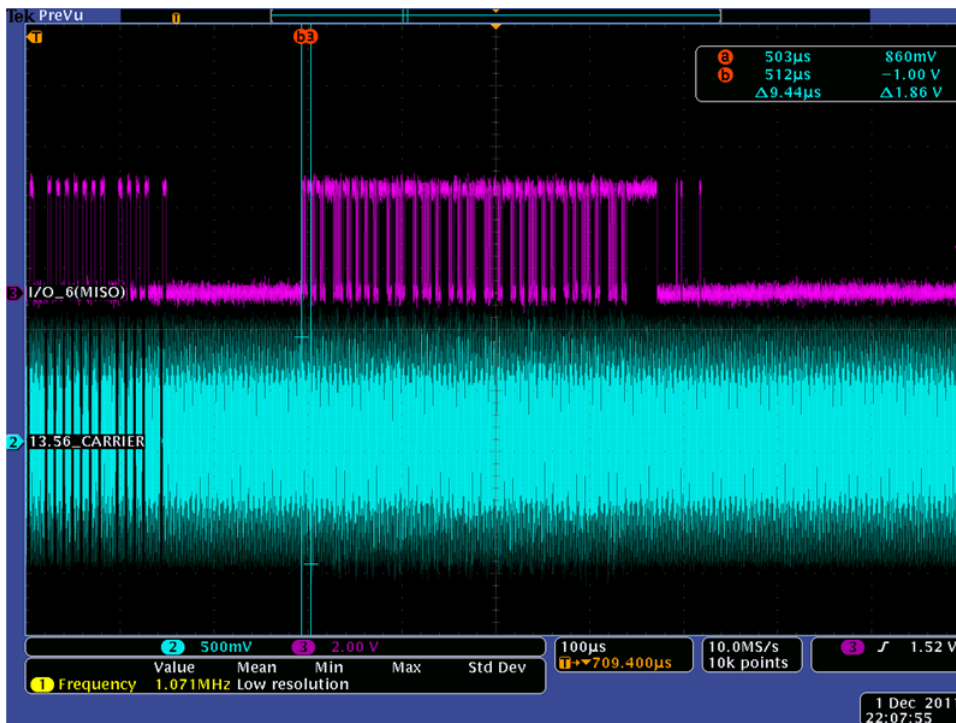 Tek PreVu
T
T
b 3
a 503µs 860mV
b 512µs −1.00 V
Δ9.44µs Δ1.86 V
3 I/O_6(MISO)
2 13.56_CARRIER
2 500mV 3 2.00 V
Value Mean Min Max Std Dev
1 Frequency 1.071MHz Low resolution
100µs
T→▼709.400µs
10.0MS/s
10k points
3 ƒ 1.52 V
1 Dec 201
22:07:55